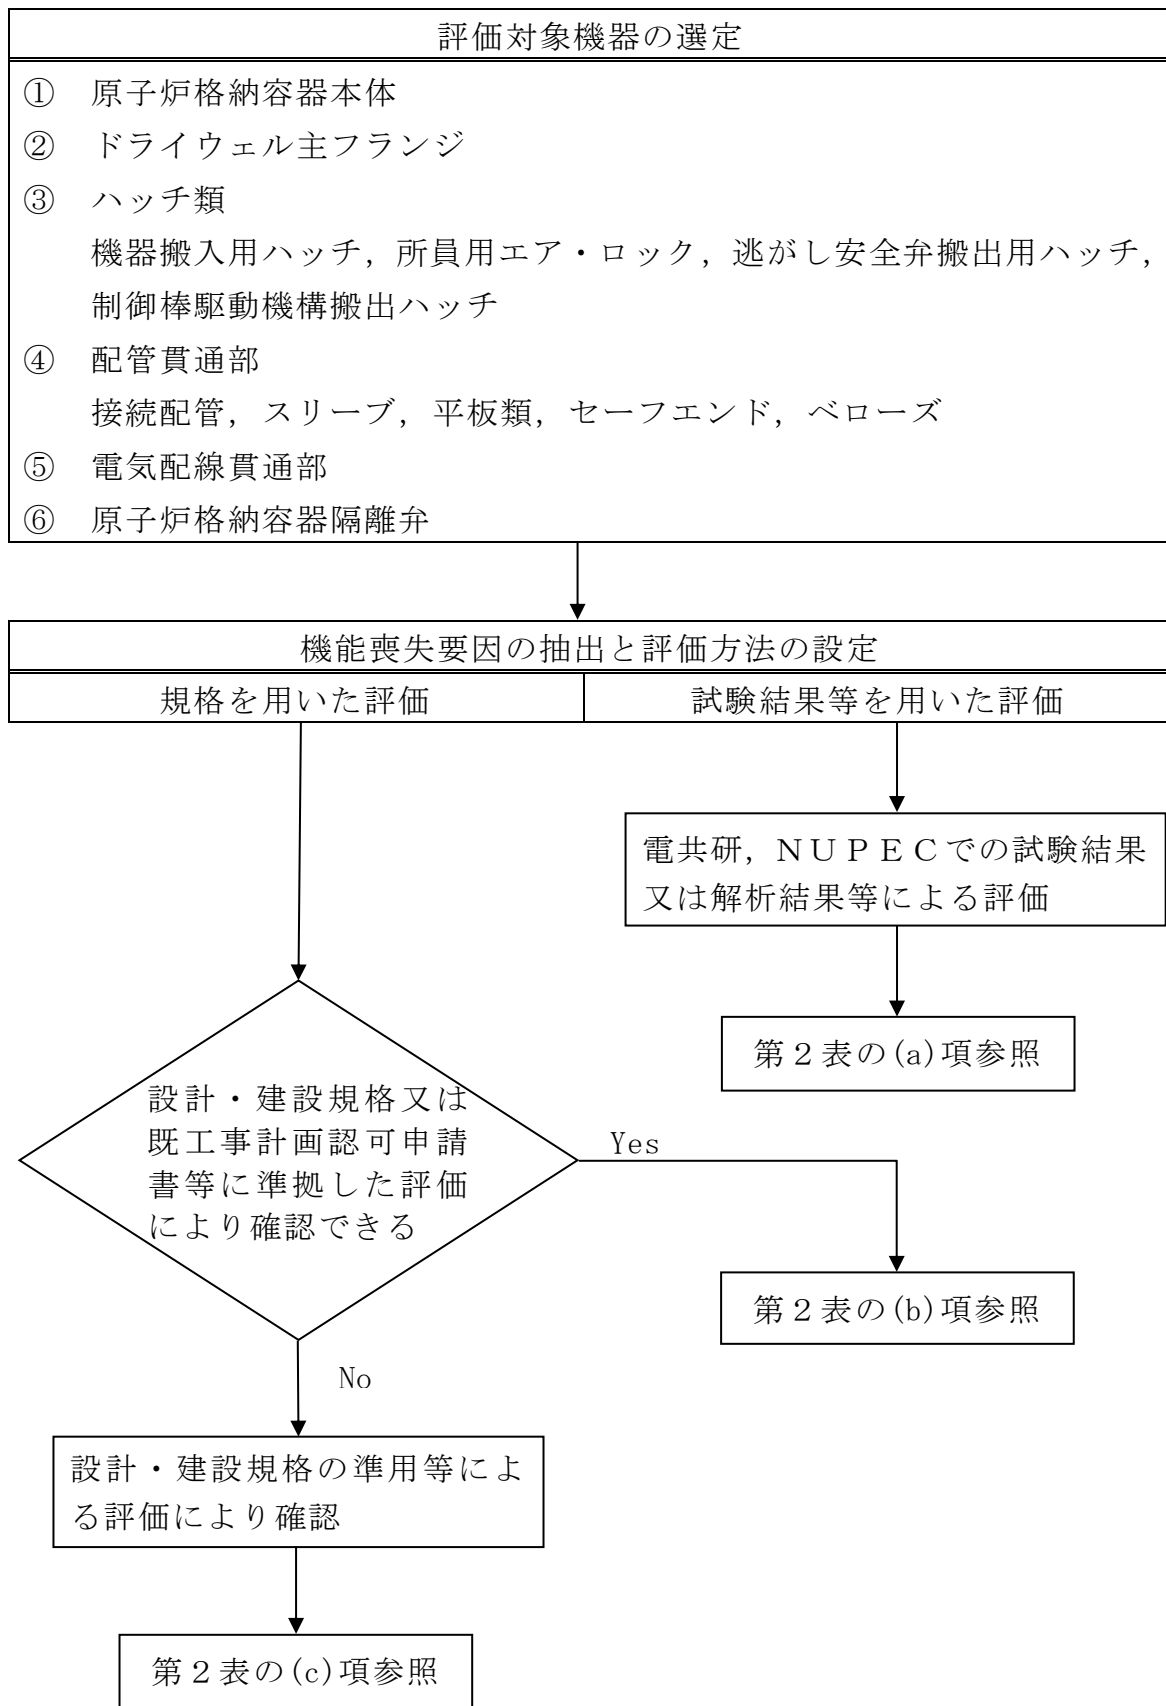 評価対象機器の選定
① 原子炉格納容器本体
② ドライウェル主フランジ
③ ハッチ類
機器搬入用ハッチ，所員用エア・ロック，逃がし安全弁搬出用ハッチ，
制御棒駆動機構搬出ハッチ
④ 配管貫通部
接続配管，スリーブ，平板類，セーフエンド，ベローズ
⑤ 電気配線貫通部
⑥ 原子炉格納容器隔離弁
機能喪失要因の抽出と評価方法の設定
規格を用いた評価
試験結果等を用いた評価
電共研，ＮＵＰＥＣでの試験結果
又は解析結果等による評価
第２表の(a)項参照
設計・建設規格又は
既工事計画認可申請
書等に準拠した評価
により確認できる
Yes
第２表の(b)項参照
No
設計・建設規格の準用等によ
る評価により確認
第２表の(c)項参照